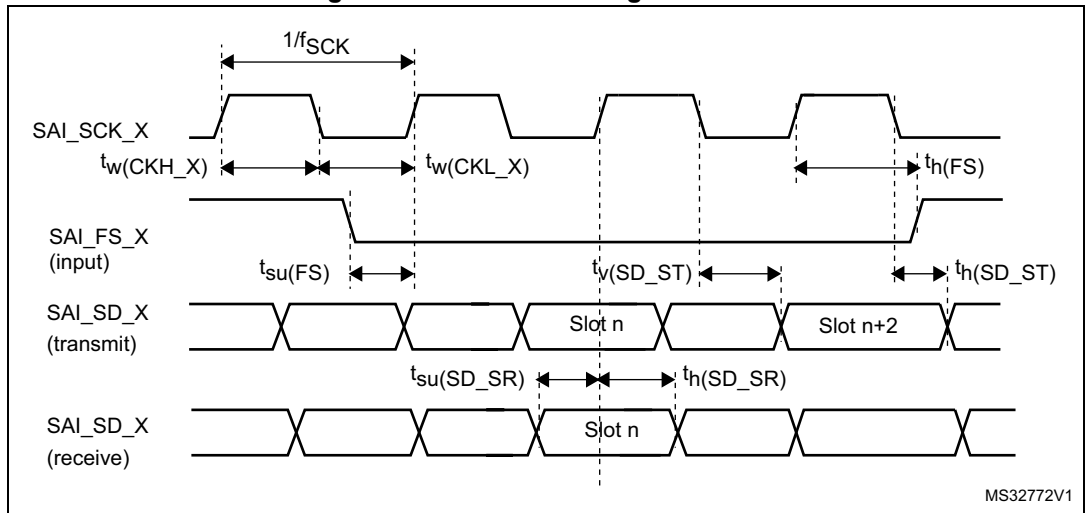 1/fSCK
SAI_SCK_X
tw(CKH_X)
tw(CKL_X)
th(FS)
SAI_FS_X
(input)
tsu(FS)
tv(SD_ST)
th(SD_ST)
SAI_SD_X
(transmit)
Slot n
Slot n+2
tsu(SD_SR)
th(SD_SR)
SAI_SD_X
(receive)
Slot n
MS32772V1